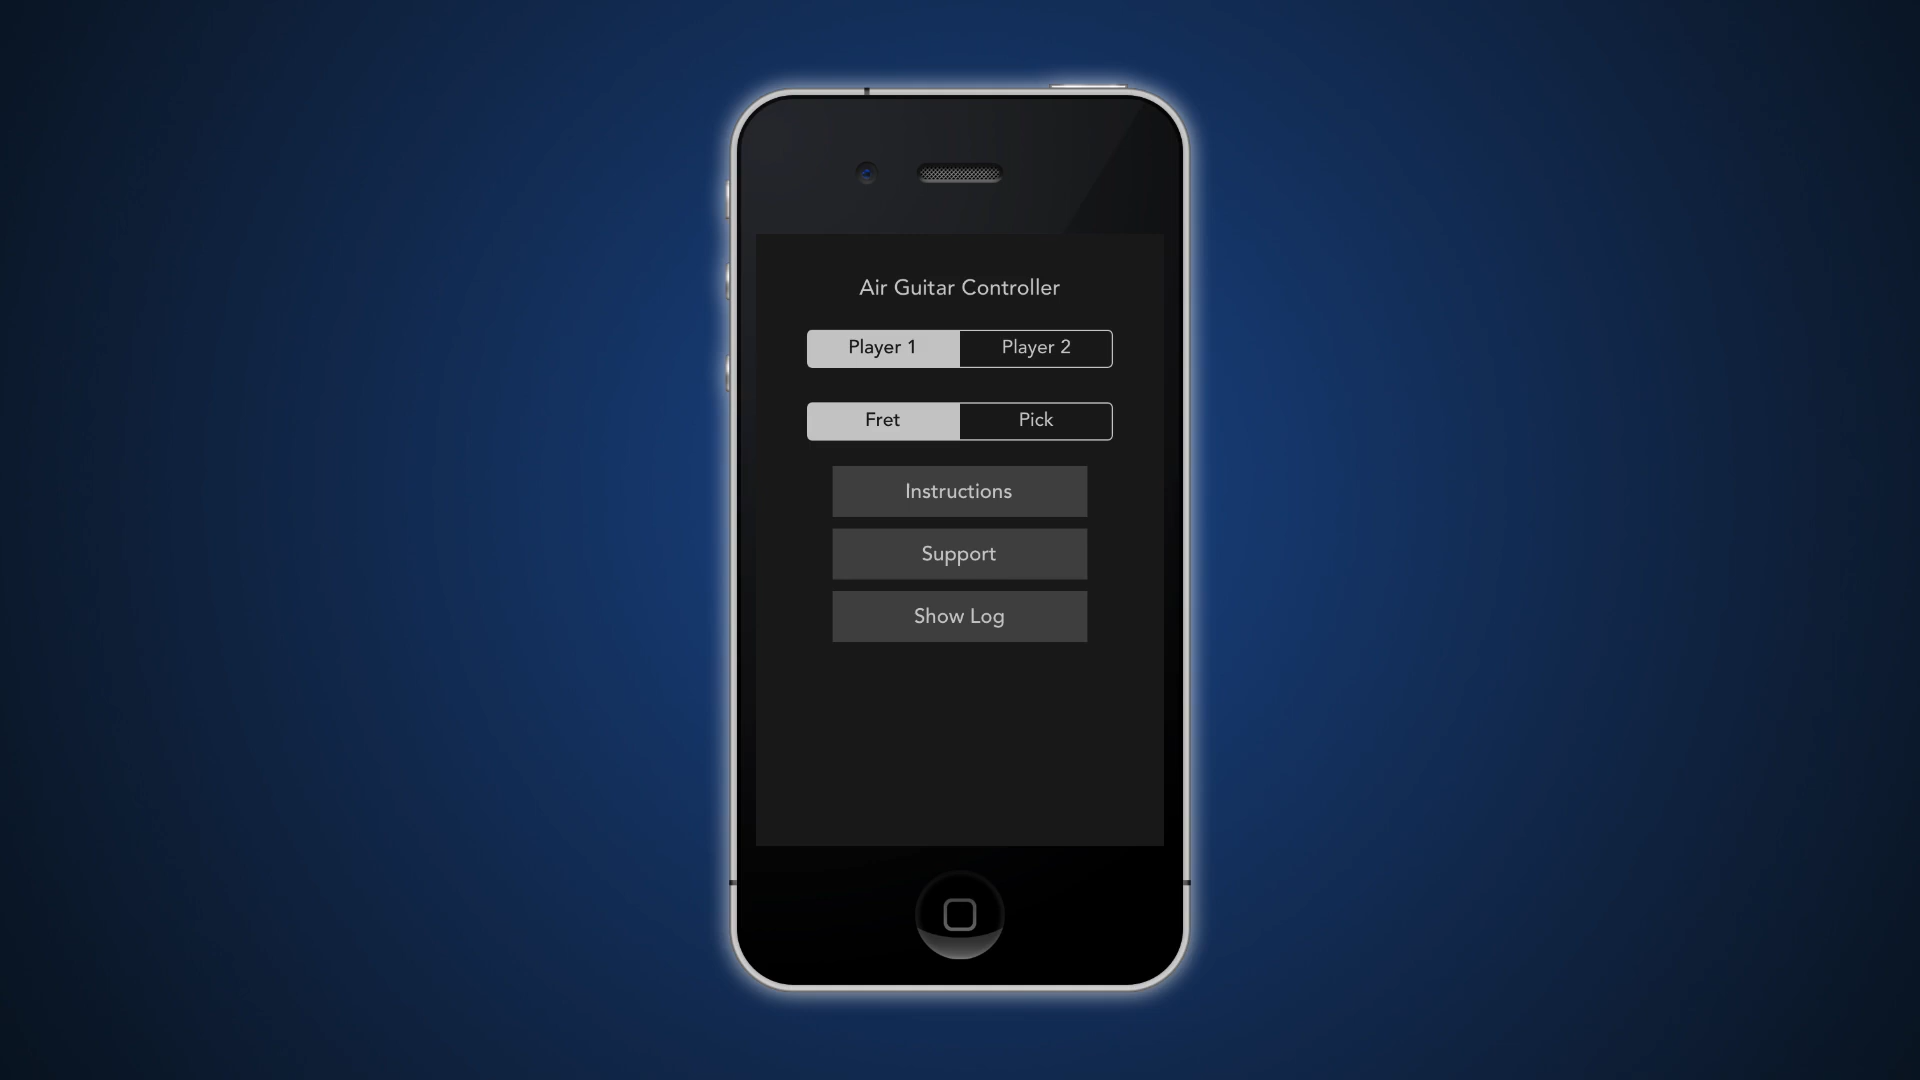 Air Guitar Controller
Player 1 Player 2
Fret Pick
Instructions
Support
Show Log